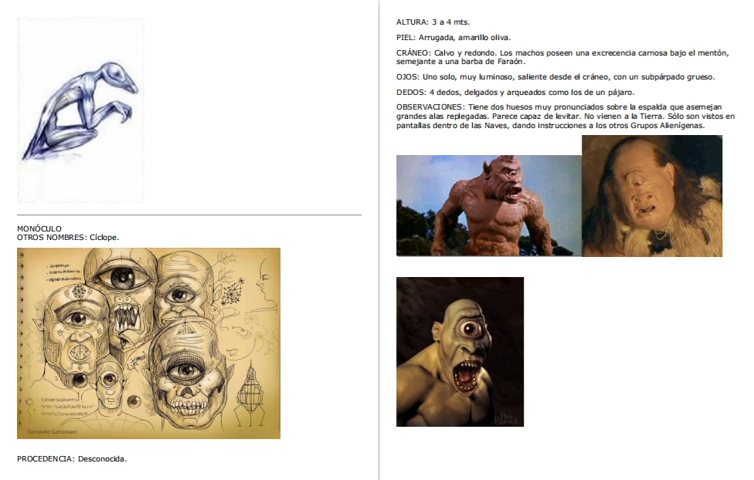 MONÓCULO
OTROS NOMBRES: Cíclope.
Fernando Gerumani
PROCEDENCIA: Desconocida.
ALTURA: 3 a 4 mts.
PIEL: Arrugada, amarillo oliva.
CRÁNEO: Calvo y redondo. Los machos poseen una excrecencia carnosa bajo el mentón,
semejante a una barba de Faraón.
OJOS: Uno solo, muy luminoso, saliente desde el cráneo, con un subpárpado grueso.
DEDOS: 4 dedos, delgados y arqueados como los de un pájaro.
OBSERVACIONES: Tiene dos huesos muy pronunciados sobre la espalda que asemejan
grandes alas replegadas. Parece capaz de levitar. No vienen a la Tierra. Sólo son vistos en
pantallas dentro de las Naves, dando instrucciones a los otros Grupos Alienígenas.